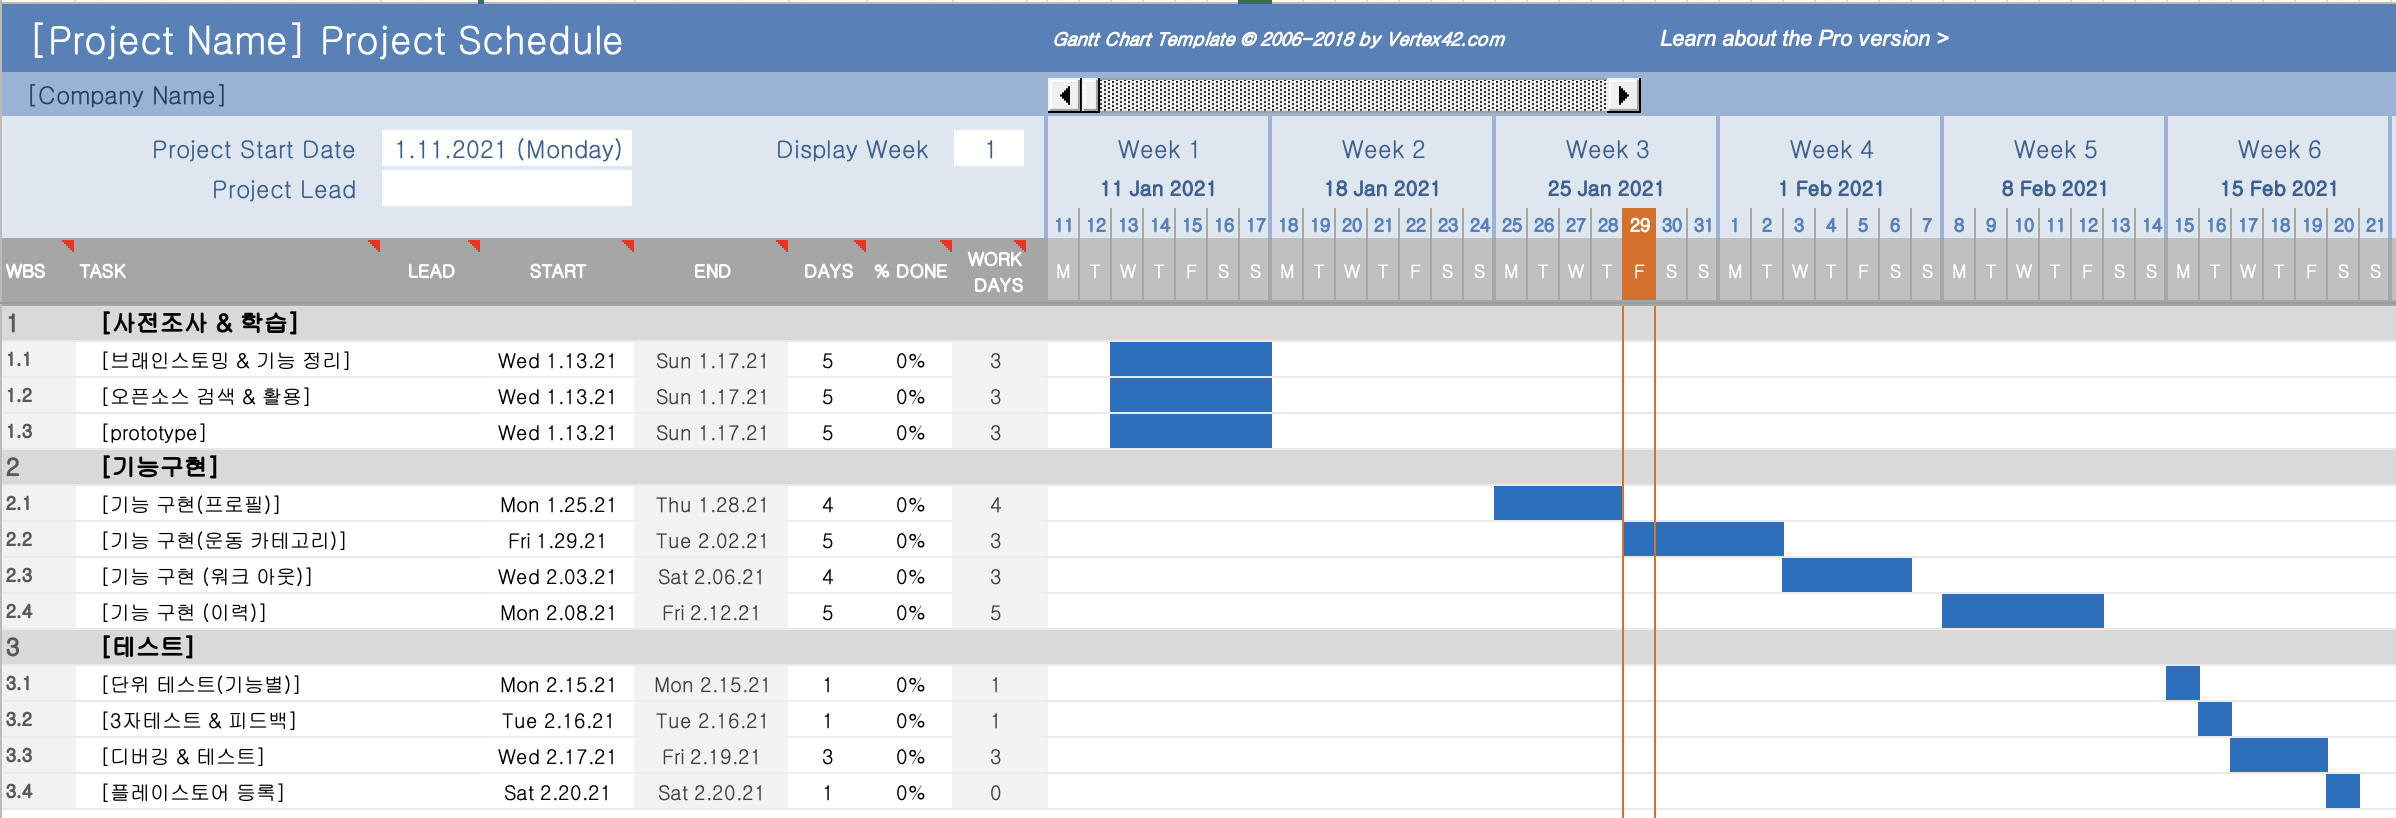 [Project Name] Project Schedule
Gantt Chart Template © 2006-2018 by Vertex42.com
Learn about the Pro version >
[Company Name]
Project Start Date 1.11.2021 (Monday) Display Week 1
Project Lead
Week 1 Week 2 Week 3 Week 4 Week 5 Week 6
11 Jan 2021 18 Jan 2021 25 Jan 2021 1 Feb 2021 8 Feb 2021 15 Feb 2021
11 12 13 14 15 16 17 18 19 20 21 22 23 24 25 26 27 28 29 30 31 1 2 3 4 5 6 7 8 9 10 11 12 13 14 15 16 17 18 19 20 21
WBS TASK LEAD START END DAYS % DONE WORK DAYS
M T W T F S S M T W T F S S M T W T F S S M T W T F S S M T W T F S S M T W T F S S
1 [사전조사 & 학습]
1.1 [브래인스토밍 & 기능 정리] Wed 1.13.21 Sun 1.17.21 5 0% 3
1.2 [오픈소스 검색 & 활용] Wed 1.13.21 Sun 1.17.21 5 0% 3
1.3 [prototype] Wed 1.13.21 Sun 1.17.21 5 0% 3
2 [기능구현]
2.1 [기능 구현(프로필)] Mon 1.25.21 Thu 1.28.21 4 0% 4
2.2 [기능 구현(운동 카테고리)] Fri 1.29.21 Tue 2.02.21 5 0% 3
2.3 [기능 구현 (워크 아웃)] Wed 2.03.21 Sat 2.06.21 4 0% 3
2.4 [기능 구현 (이력)] Mon 2.08.21 Fri 2.12.21 5 0% 5
3 [테스트]
3.1 [단위 테스트(기능별)] Mon 2.15.21 Mon 2.15.21 1 0% 1
3.2 [3자테스트 & 피드백] Tue 2.16.21 Tue 2.16.21 1 0% 1
3.3 [디버깅 & 테스트] Wed 2.17.21 Fri 2.19.21 3 0% 3
3.4 [플레이스토어 등록] Sat 2.20.21 Sat 2.20.21 1 0% 0